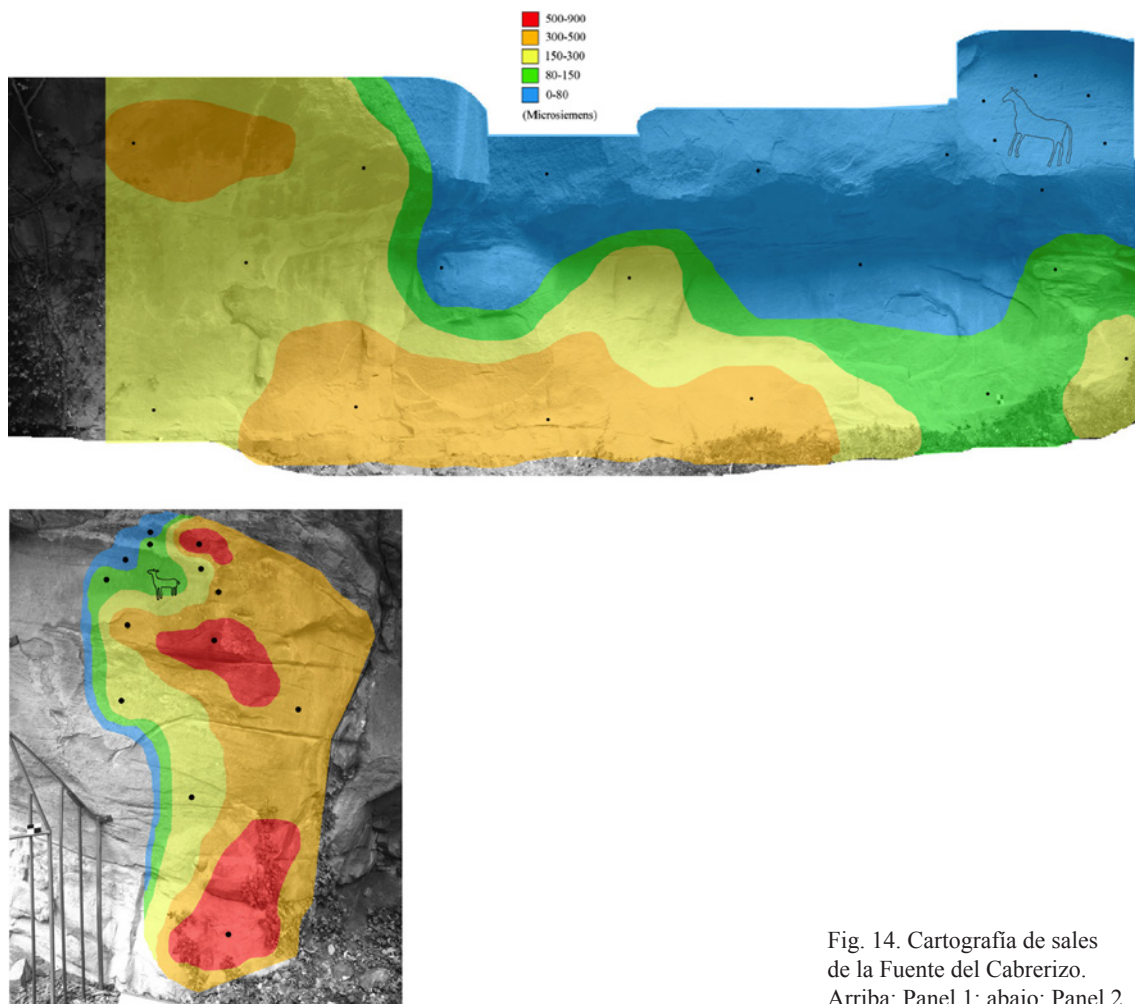 500-900
300-500
150-300
80-150
0-80
(Microsiemens)
Fig. 14. Cartografía de sales
de la Fuente del Cabrerizo.
Arriba: Panel 1; abajo: Panel 2